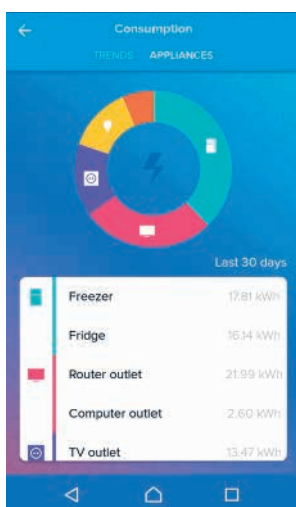 Consumption
TRENDS APPLIANCES
Last 30 days
Freezer 17.81 kWh
Fridge 16.14 kWh
Router outlet 21.99 kWh
Computer outlet 2.60 kWh
TV outlet 13.47 kWh